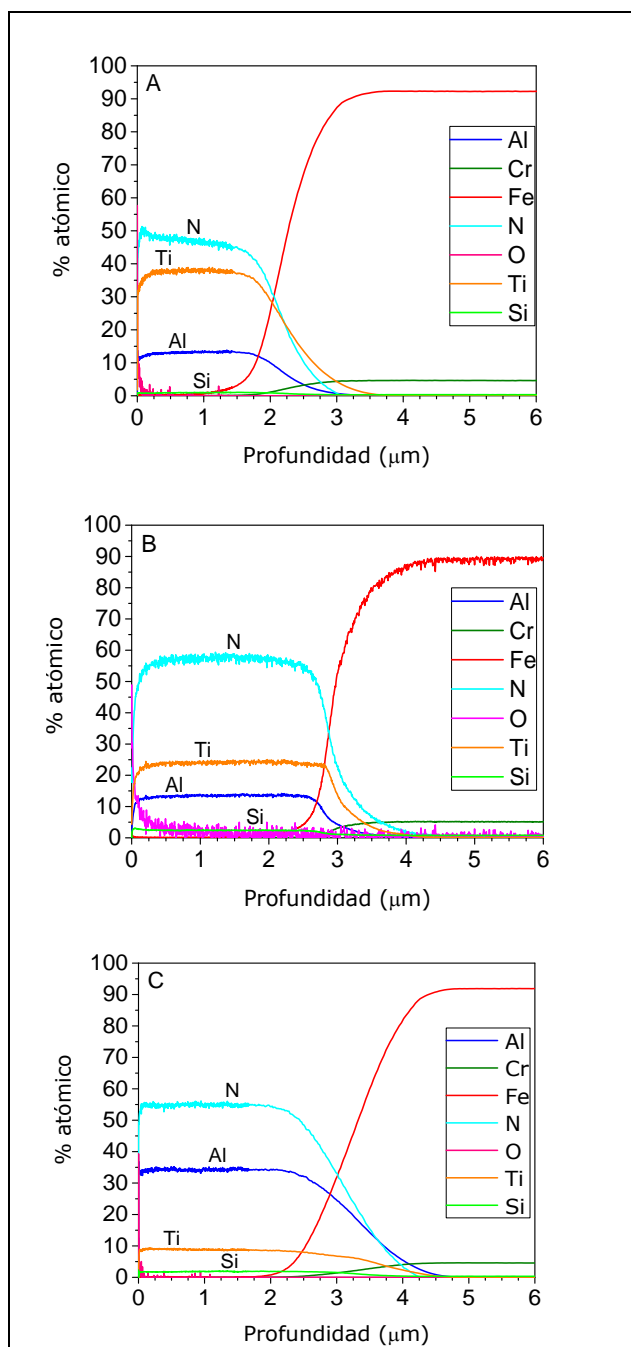 A
100
90
80
70
60
50
40
30
20
10
0
% atómico
N
Ti
Al
Si
Al
Cr
Fe
N
O
Ti
Si
0 1 2 3 4 5 6
Profundidad (μm)
B
100
90
80
70
60
50
40
30
20
10
0
% atómico
N
Ti
Al
Si
Al
Cr
Fe
N
O
Ti
Si
0 1 2 3 4 5 6
Profundidad (μm)
C
100
90
80
70
60
50
40
30
20
10
0
% atómico
N
Al
Ti
Si
Al
Cr
Fe
N
O
Ti
Si
0 1 2 3 4 5 6
Profundidad (μm)